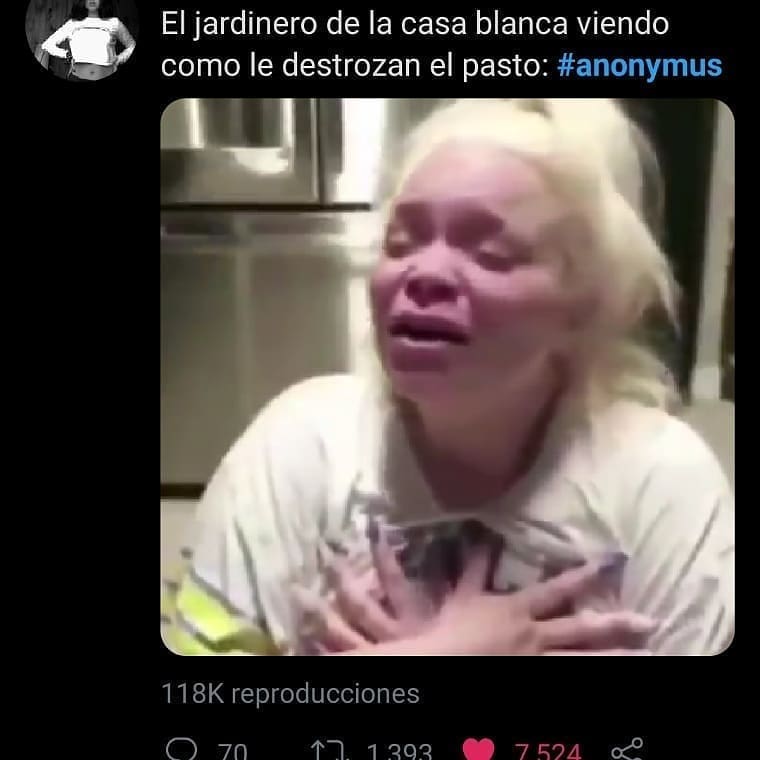 El jardinero de la casa blanca viendo
como le destrozan el pasto: #anonymus
118K reproducciones
70 1.393 7.524